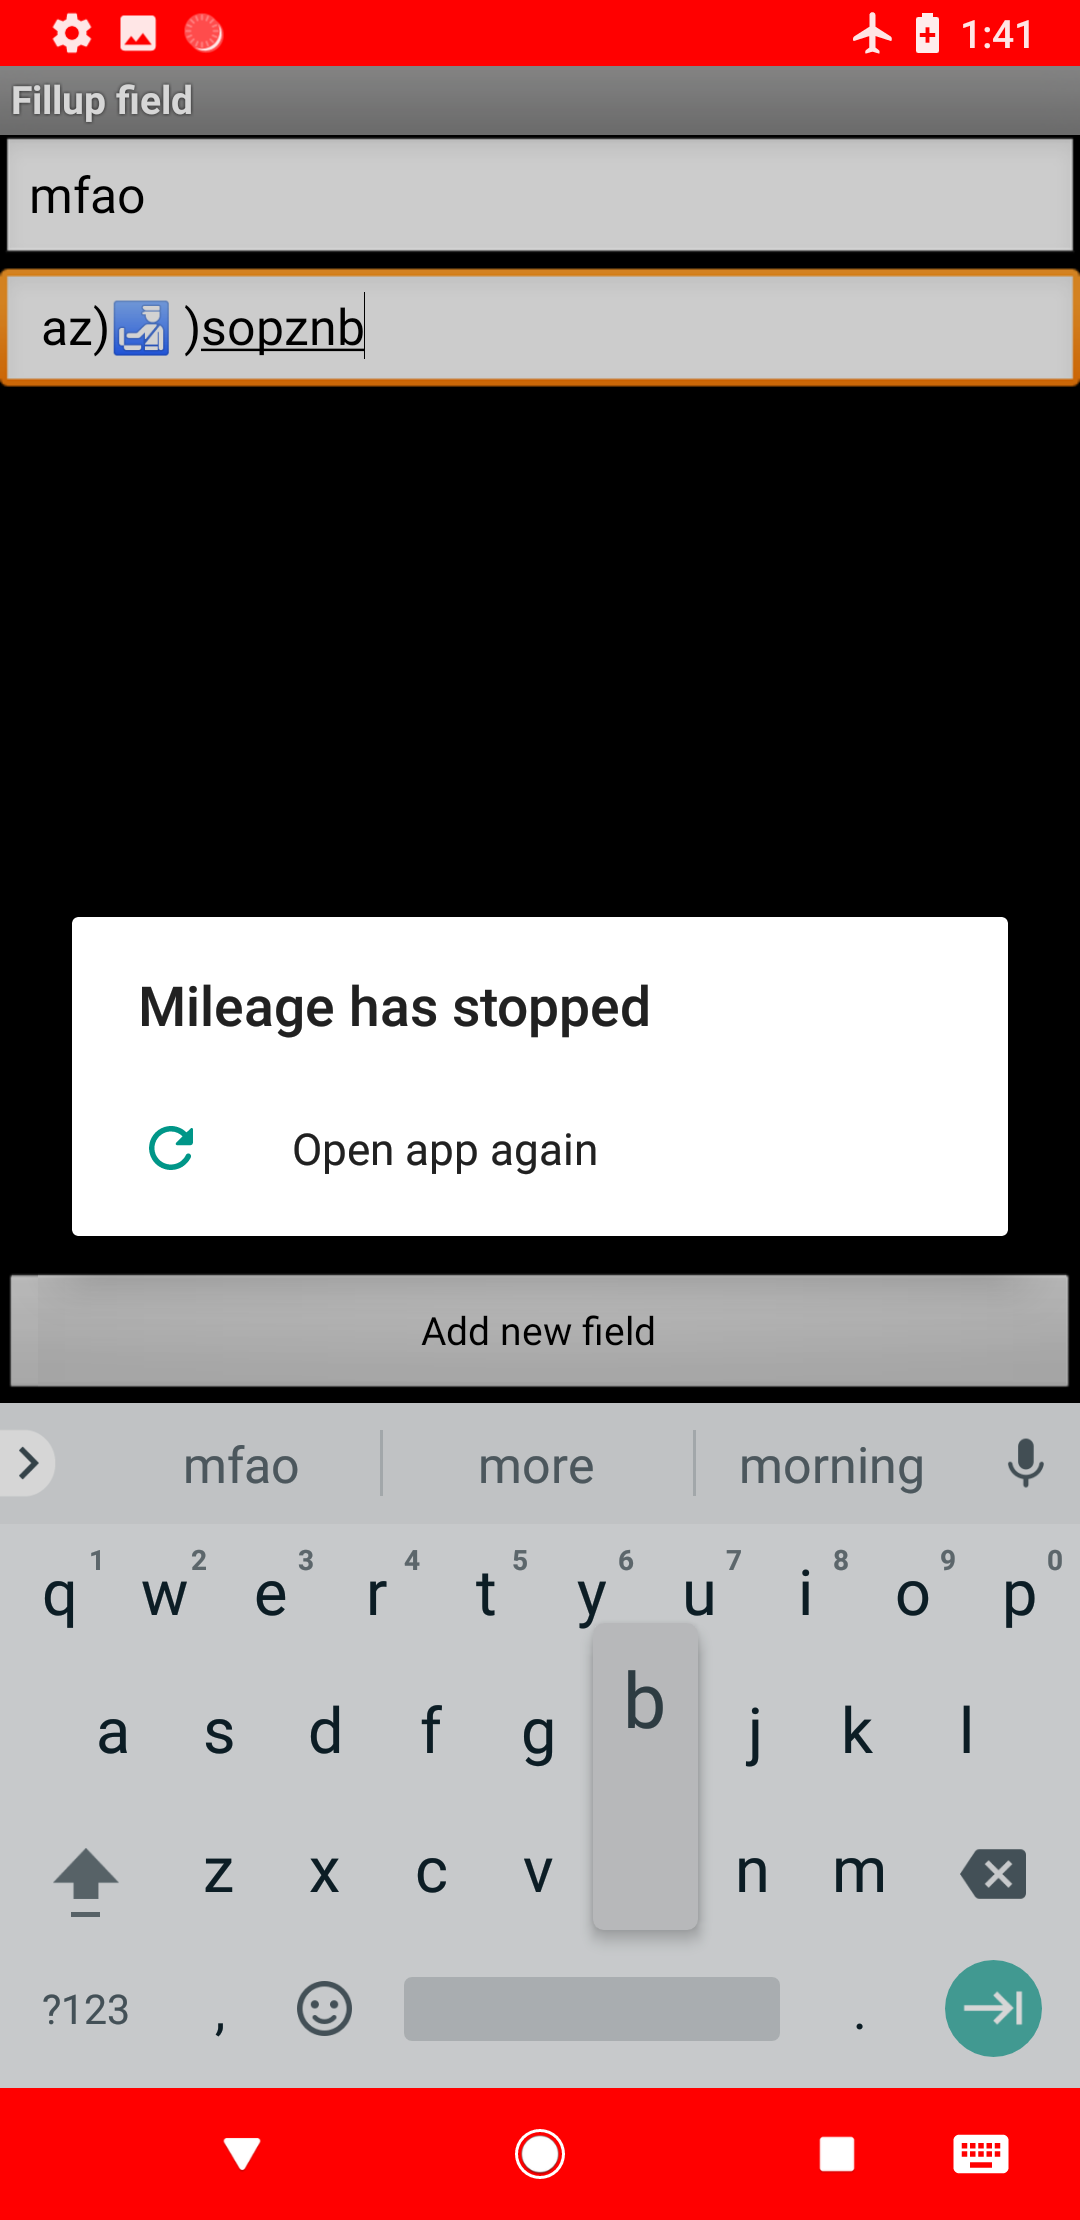 1:41
Fillup field
mfao
az)🛃 )sopznb
Mileage has stopped
Open app again
Add new field
mfao more morning
1 2 3 4 5 6 7 8 9 0
q w e r t y u i o p
b
a s d f g j k l
z x c v n m
?123 , .